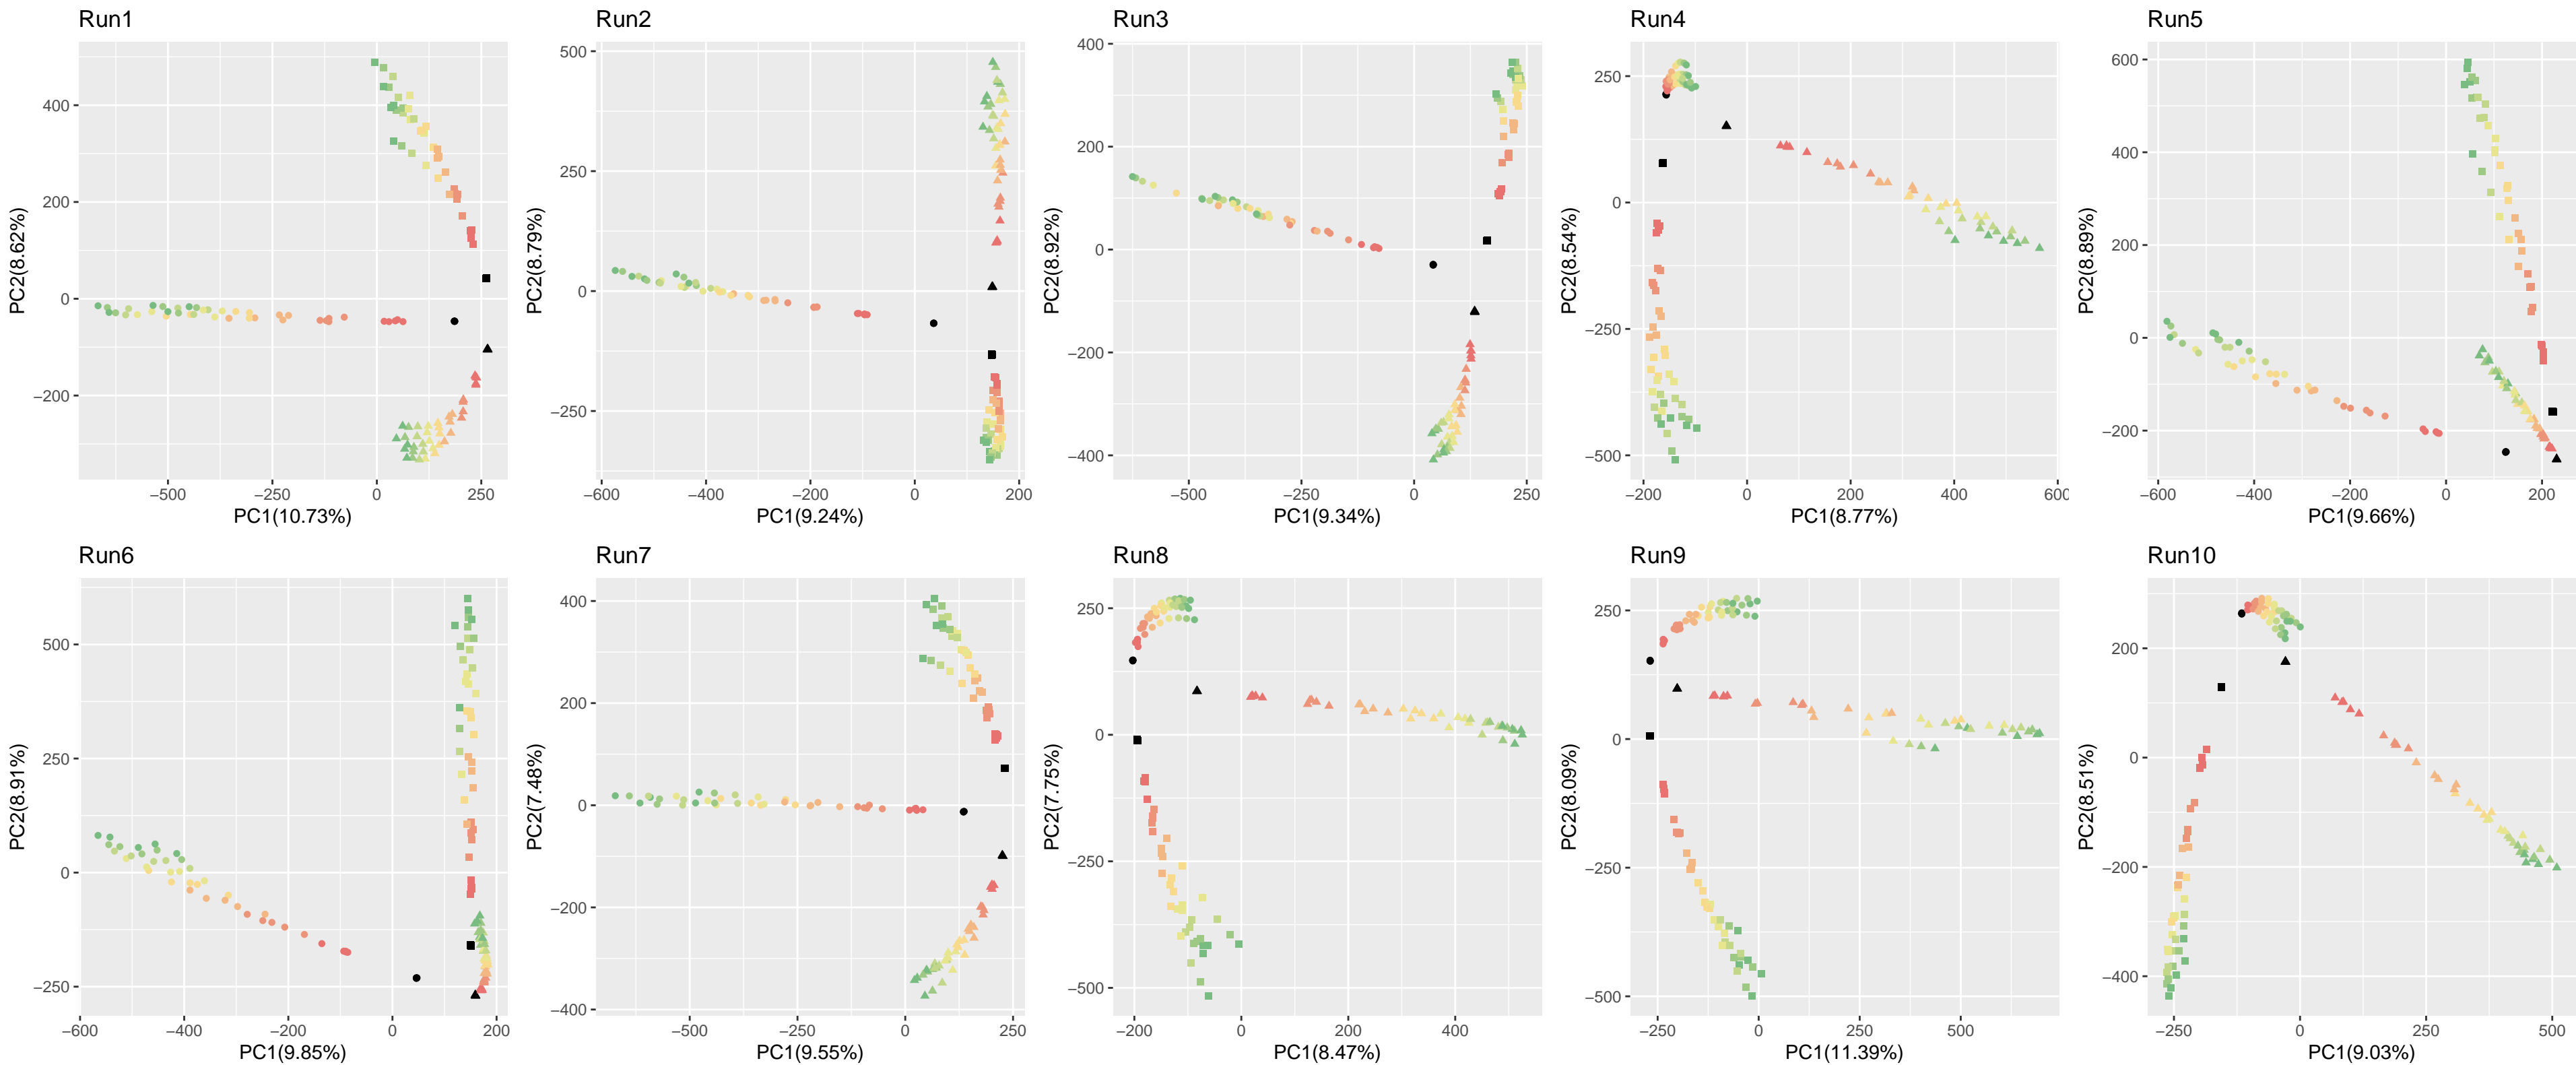 Run1
PC2(8.62%)
400
200
0
−200
−500
−250
0
250
PC1(10.73%)
Run2
PC2(8.79%)
500
250
0
−250
−600
−400
−200
0
200
PC1(9.24%)
Run3
PC2(8.92%)
400
200
0
−200
−400
−500
−250
0
250
PC1(9.34%)
Run4
PC2(8.54%)
250
0
−250
−500
−200
0
200
400
600
PC1(8.77%)
Run5
PC2(8.89%)
600
400
200
0
−200
−600
−400
−200
0
200
PC1(9.66%)
Run6
PC2(8.91%)
500
250
0
−250
−600
−400
−200
0
200
PC1(9.85%)
Run7
PC2(7.48%)
400
200
0
−200
−400
−500
−250
0
250
PC1(9.55%)
Run8
PC2(7.75%)
250
0
−250
−500
−200
0
200
400
PC1(8.47%)
Run9
PC2(8.09%)
250
0
−250
−500
−250
0
250
500
PC1(11.39%)
Run10
PC2(8.51%)
200
0
−200
−400
−250
0
250
500
PC1(9.03%)